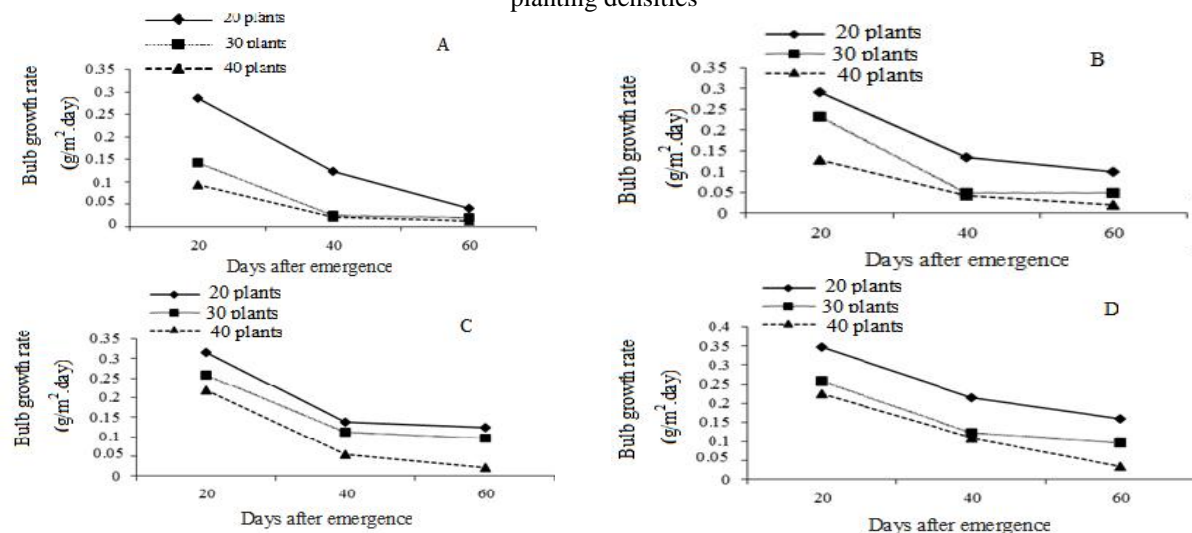 planting densities
20 plants
30 plants
40 plants
A
0.35
0.3
0.25
0.2
0.15
0.1
0.05
0
Bulb growth rate
(g/m².day)
20
40
60
Days after emergence
20 plants
30 plants
40 plants
B
0.35
0.3
0.25
0.2
0.15
0.1
0.05
0
Bulb growth rate
(g/m².day)
20
40
60
Days after emergence
20 plants
30 plants
40 plants
C
0.35
0.3
0.25
0.2
0.15
0.1
0.05
0
Bulb growth rate
(g/m².day)
20
40
60
Days after emergence
20 plants
30 plants
40 plants
D
0.4
0.35
0.3
0.25
0.2
0.15
0.1
0.05
0
Bulb growth rate
(g/m².day)
20
40
60
Days after emergence